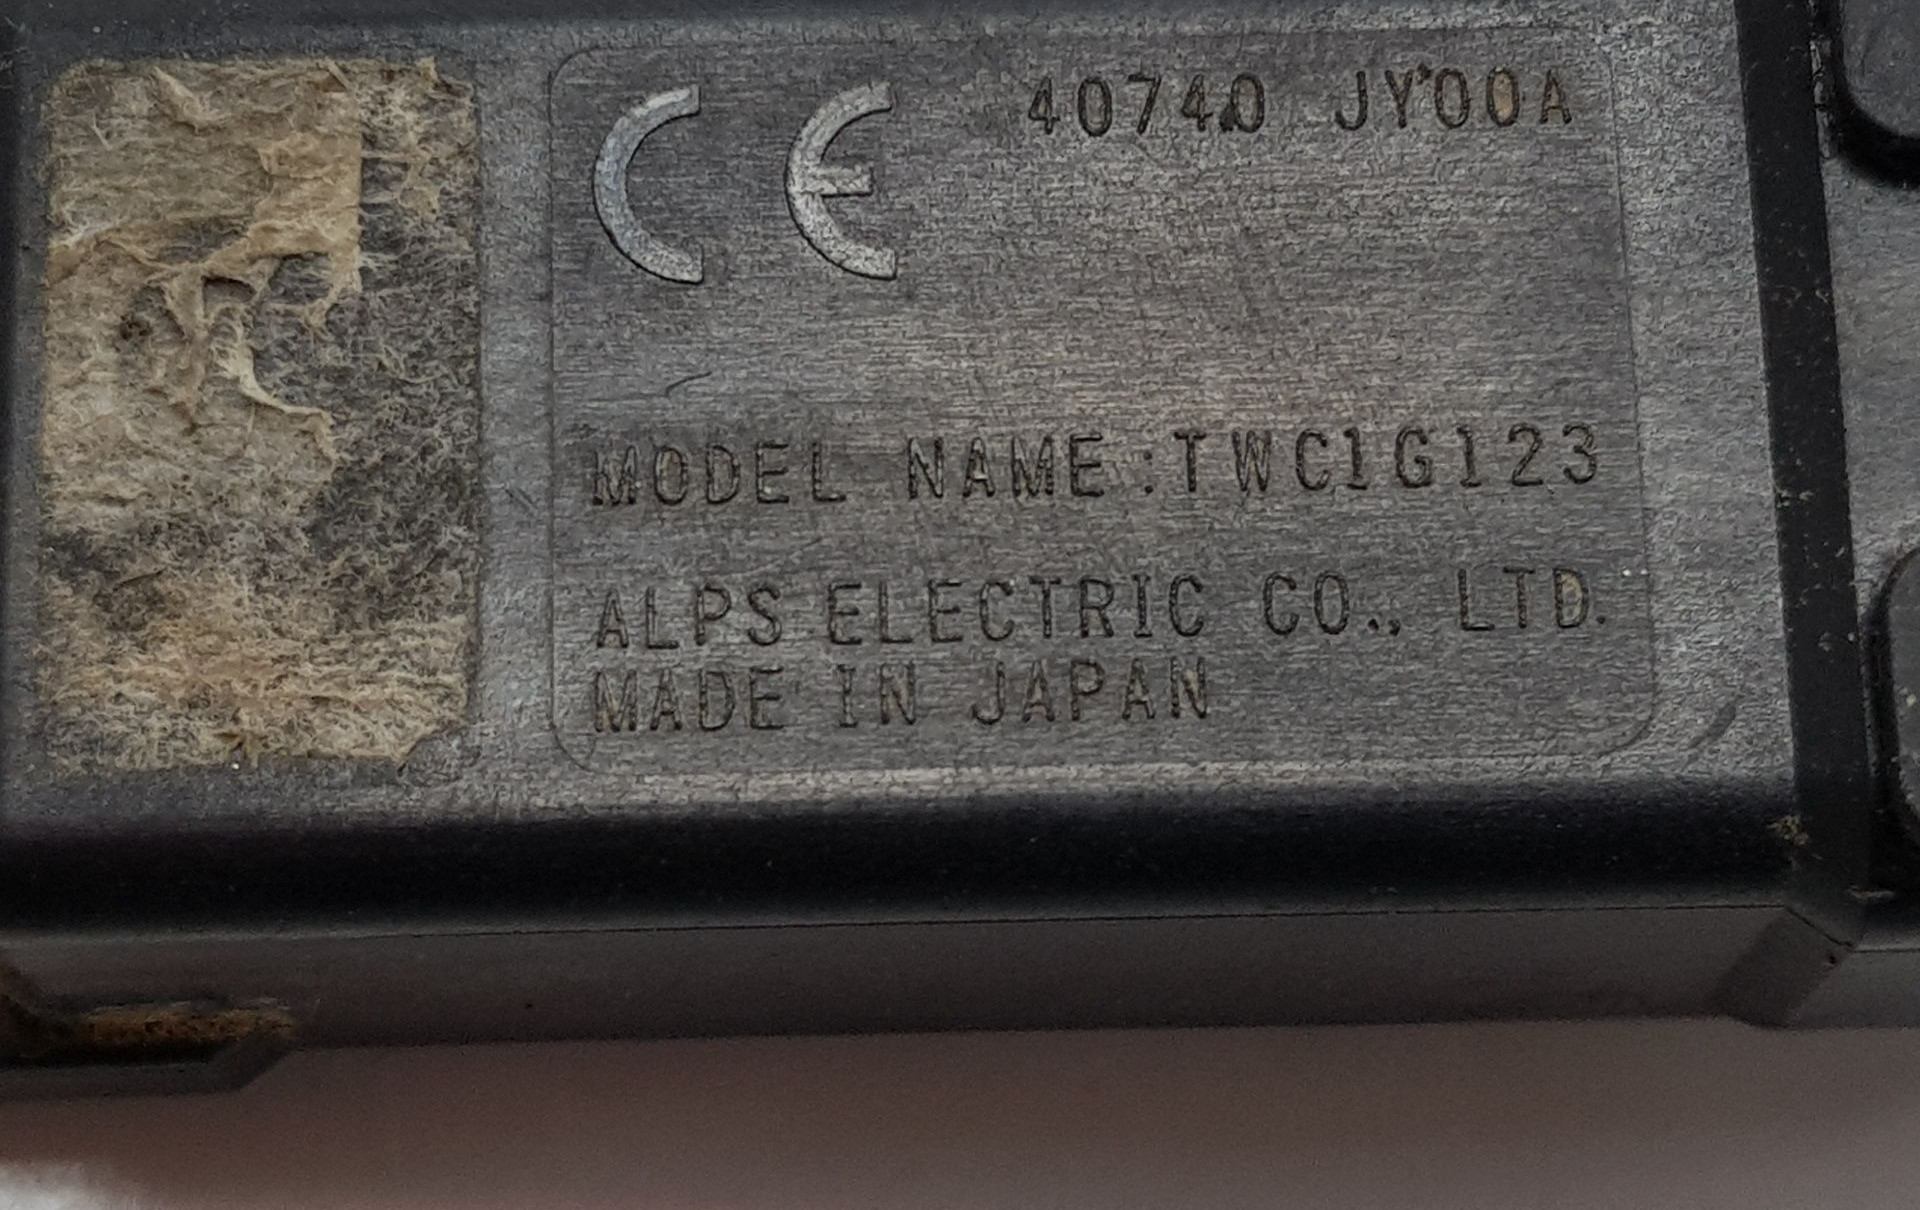 CE 40740 JY00A
MODEL NAME:TWC1G123
ALPS ELECTRIC CO., LTD.
MADE IN JAPAN